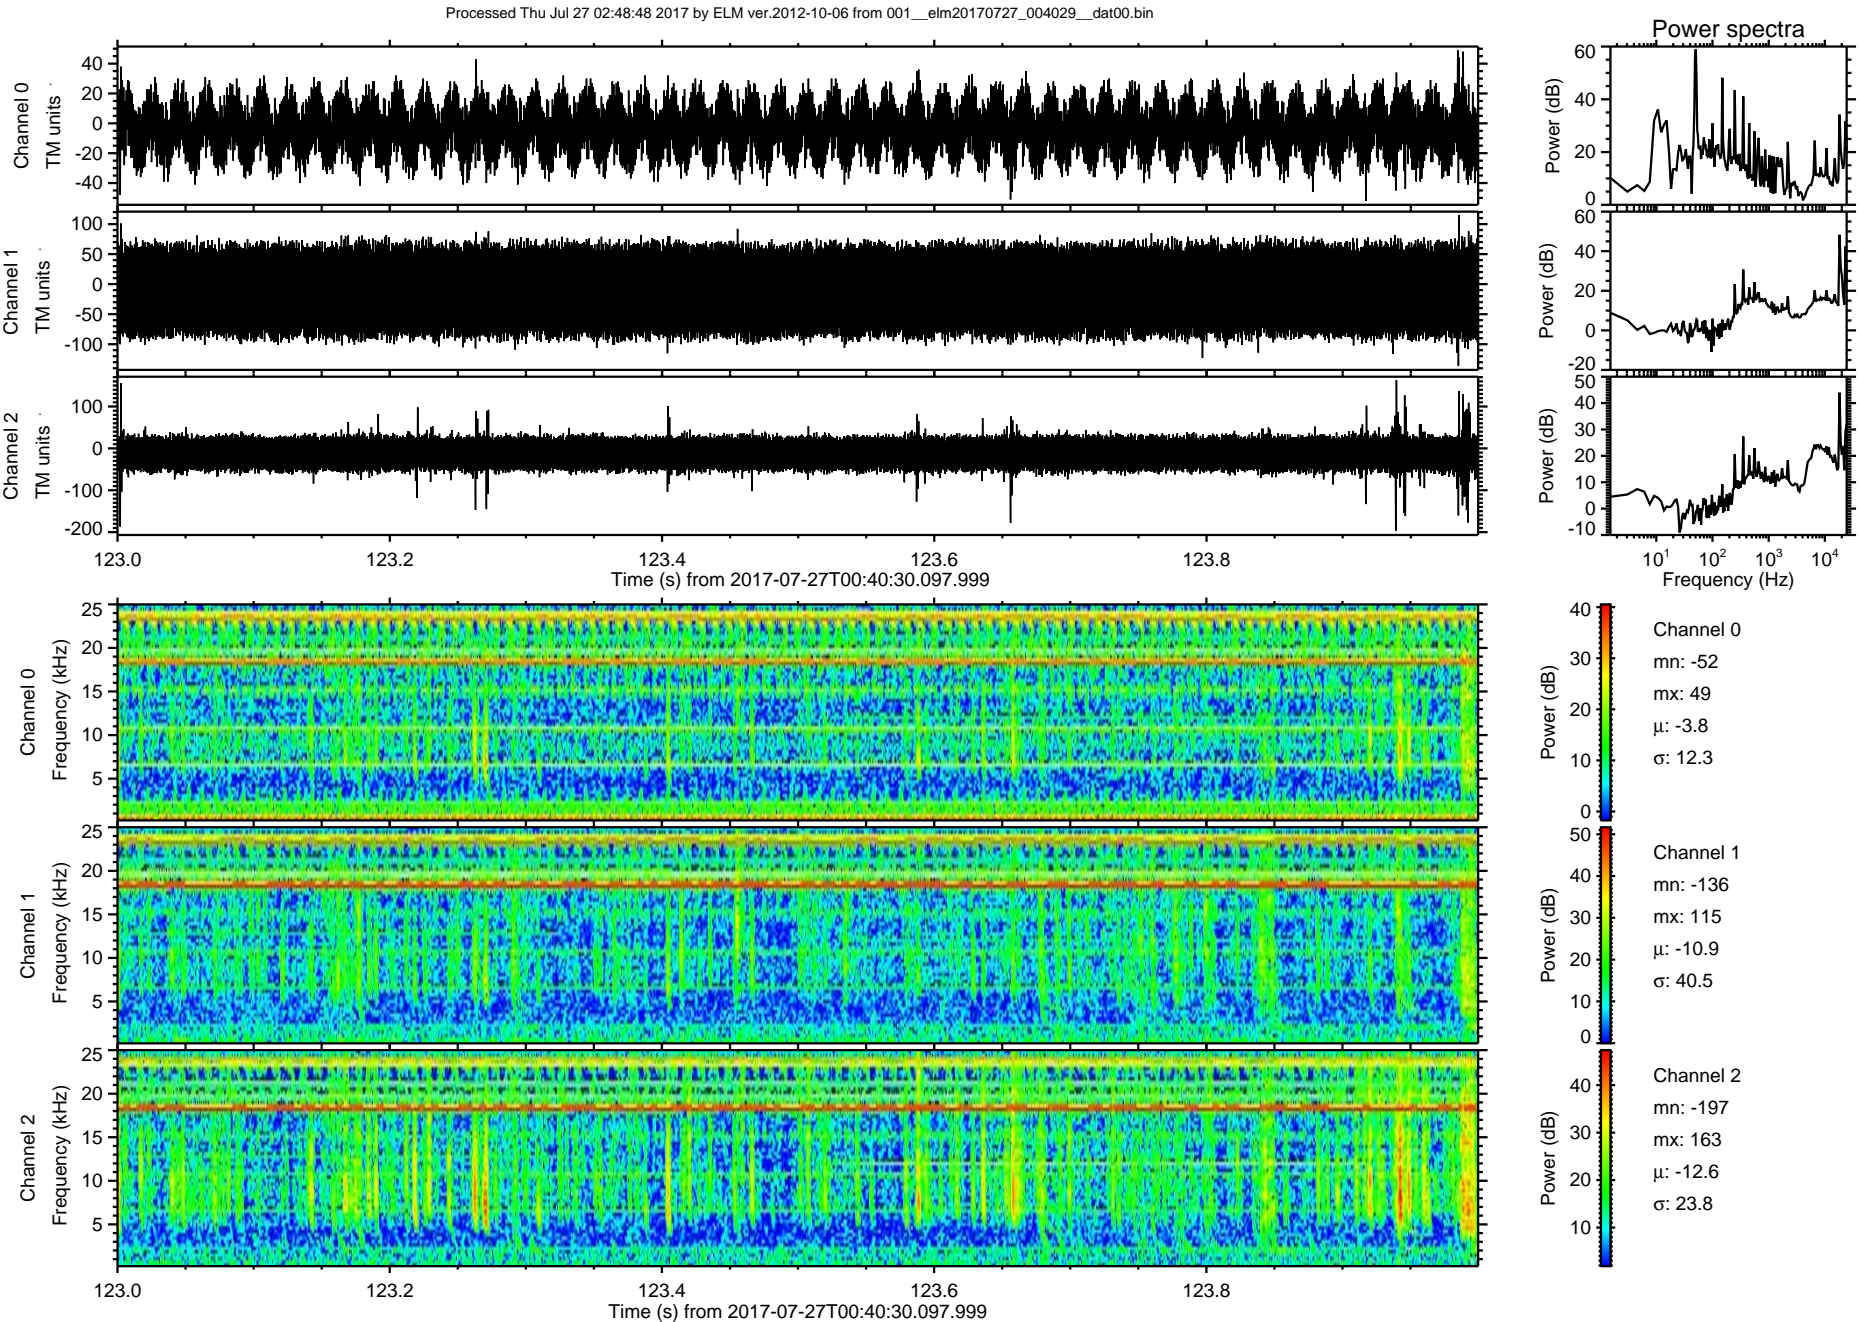 Processed Thu Jul 27 02:48:48 2017 by ELM ver.2012-10-06 from 001__elm20170727_004029__dat00.bin
Power spectra
Channel 0
TM units
40
20
0
-20
-40
Power (dB)
60
40
20
0
Channel 1
TM units
100
50
0
-50
-100
Power (dB)
60
40
20
0
-20
Channel 2
TM units
100
0
-100
-200
Power (dB)
50
40
30
20
10
0
-10
123.0
123.2
123.4
123.6
123.8
Time (s) from 2017-07-27T00:40:30.097.999
10¹
10²
10³
10⁴
Frequency (Hz)
Channel 0
Frequency (kHz)
25
20
15
10
5
Power (dB)
40
30
20
10
0
Channel 0
mn: -52
mx: 49
μ: -3.8
σ: 12.3
Channel 1
Frequency (kHz)
25
20
15
10
5
Power (dB)
50
40
30
20
10
0
Channel 1
mn: -136
mx: 115
μ: -10.9
σ: 40.5
Channel 2
Frequency (kHz)
25
20
15
10
5
Power (dB)
40
30
20
10
Channel 2
mn: -197
mx: 163
μ: -12.6
σ: 23.8
123.0
123.2
123.4
123.6
123.8
Time (s) from 2017-07-27T00:40:30.097.999